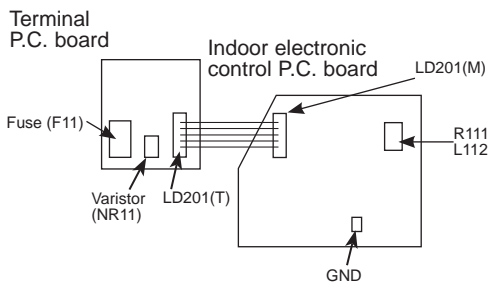 Terminal
P.C. board
Indoor electronic
control P.C. board
LD201(M)
Fuse (F11)
R111
L112
Varistor
(NR11)
LD201(T)
GND